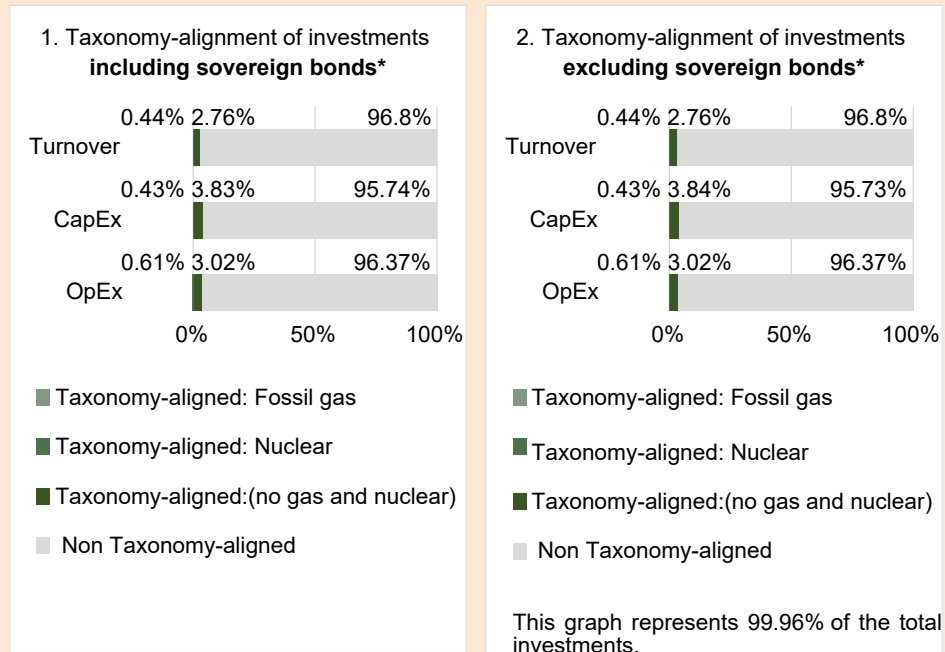 1. Taxonomy-alignment of investments
including sovereign bonds*
0.44% 2.76% 96.8%
Turnover
0.43% 3.83% 95.74%
CapEx
0.61% 3.02% 96.37%
OpEx
0% 50% 100%
Taxonomy-aligned: Fossil gas
Taxonomy-aligned: Nuclear
Taxonomy-aligned:(no gas and nuclear)
Non Taxonomy-aligned
2. Taxonomy-alignment of investments
excluding sovereign bonds*
0.44% 2.76% 96.8%
Turnover
0.43% 3.84% 95.73%
CapEx
0.61% 3.02% 96.37%
OpEx
0% 50% 100%
Taxonomy-aligned: Fossil gas
Taxonomy-aligned: Nuclear
Taxonomy-aligned:(no gas and nuclear)
Non Taxonomy-aligned
This graph represents 99.96% of the total
investments.